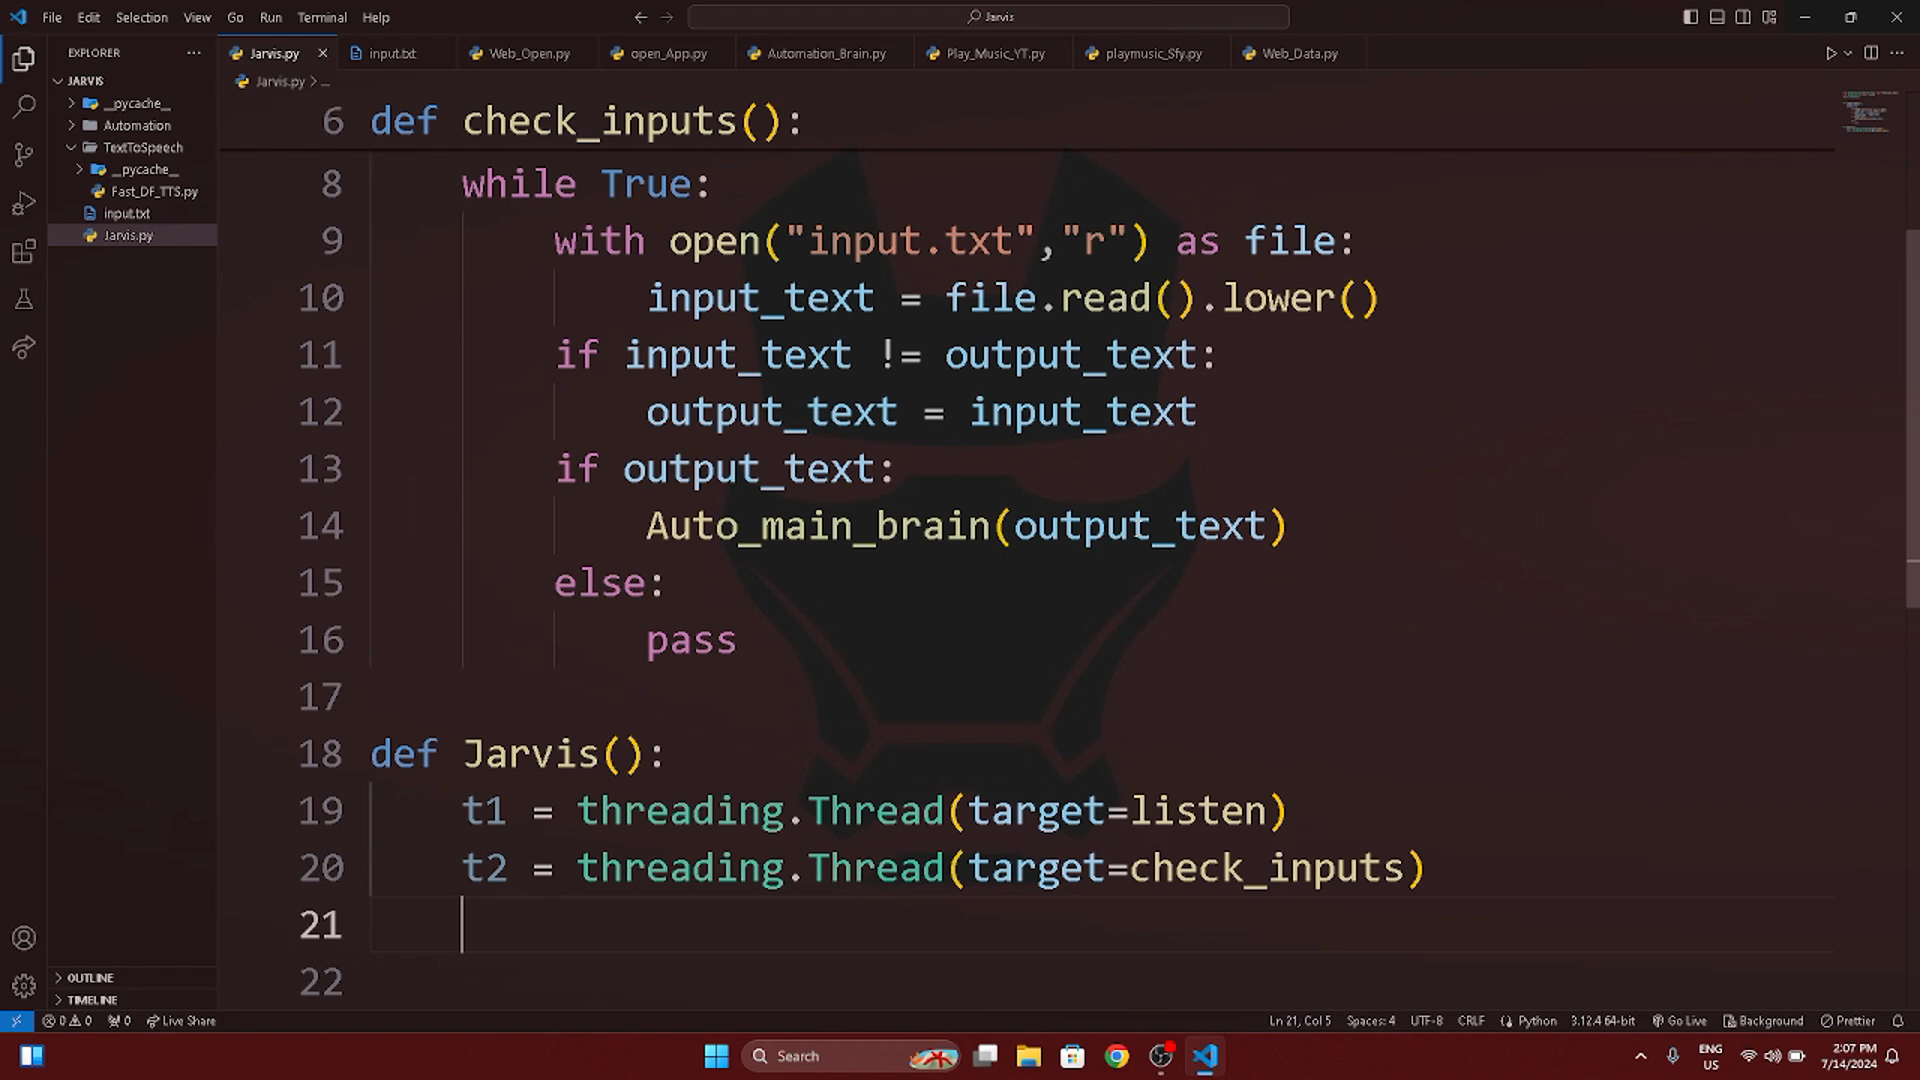 File Edit Selection View Go Run Terminal Help
Jarvis
EXPLORER
Jarvis.py
input.txt
Web_Open.py
open_App.py
Automation_Brain.py
Play_Music_YT.py
playmusic_Sfy.py
Web_Data.py
JARVIS
__pycache__
Automation
TextToSpeech
__pycache__
Fast_DF_TTS.py
input.txt
Jarvis.py
OUTLINE
TIMELINE
Jarvis.py > ...
6 def check_inputs():
8 while True:
9 with open("input.txt","r") as file:
10 input_text = file.read().lower()
11 if input_text != output_text:
12 output_text = input_text
13 if output_text:
14 Auto_main_brain(output_text)
15 else:
16 pass
17
18 def Jarvis():
19 t1 = threading.Thread(target=listen)
20 t2 = threading.Thread(target=check_inputs)
21
22
0 0 0 Live Share Ln 21, Col 5 Spaces: 4 UTF-8 CRLF Python 3.12.4 64-bit Go Live Background Prettier
Search
ENG
US
2:07 PM
7/14/2024